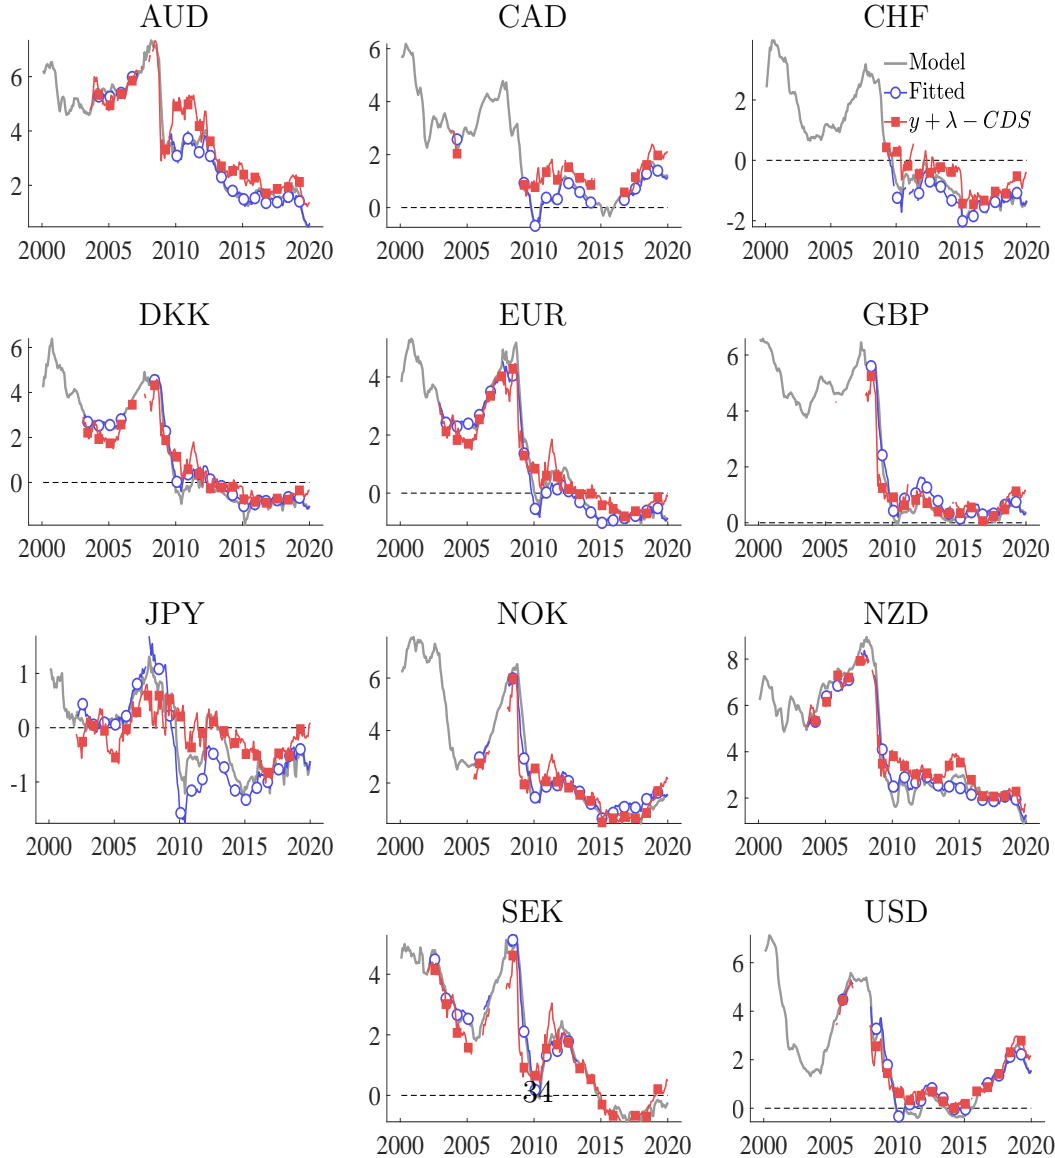 AUD CAD CHF
6 4 2
6 4 2 0
2 0 -2
Model
Fitted
y + λ − CDS
2000 2005 2010 2015 2020 2000 2005 2010 2015 2020 2000 2005 2010 2015 2020
DKK EUR GBP
6 4 2 0
4 2 0
6 4 2 0
2000 2005 2010 2015 2020 2000 2005 2010 2015 2020 2000 2005 2010 2015 2020
JPY NOK NZD
1 0 -1
6 4 2
8 6 4 2
2000 2005 2010 2015 2020 2000 2005 2010 2015 2020 2000 2005 2010 2015 2020
SEK USD
4 2 0
6 4 2 0
34
2000 2005 2010 2015 2020 2000 2005 2010 2015 2020